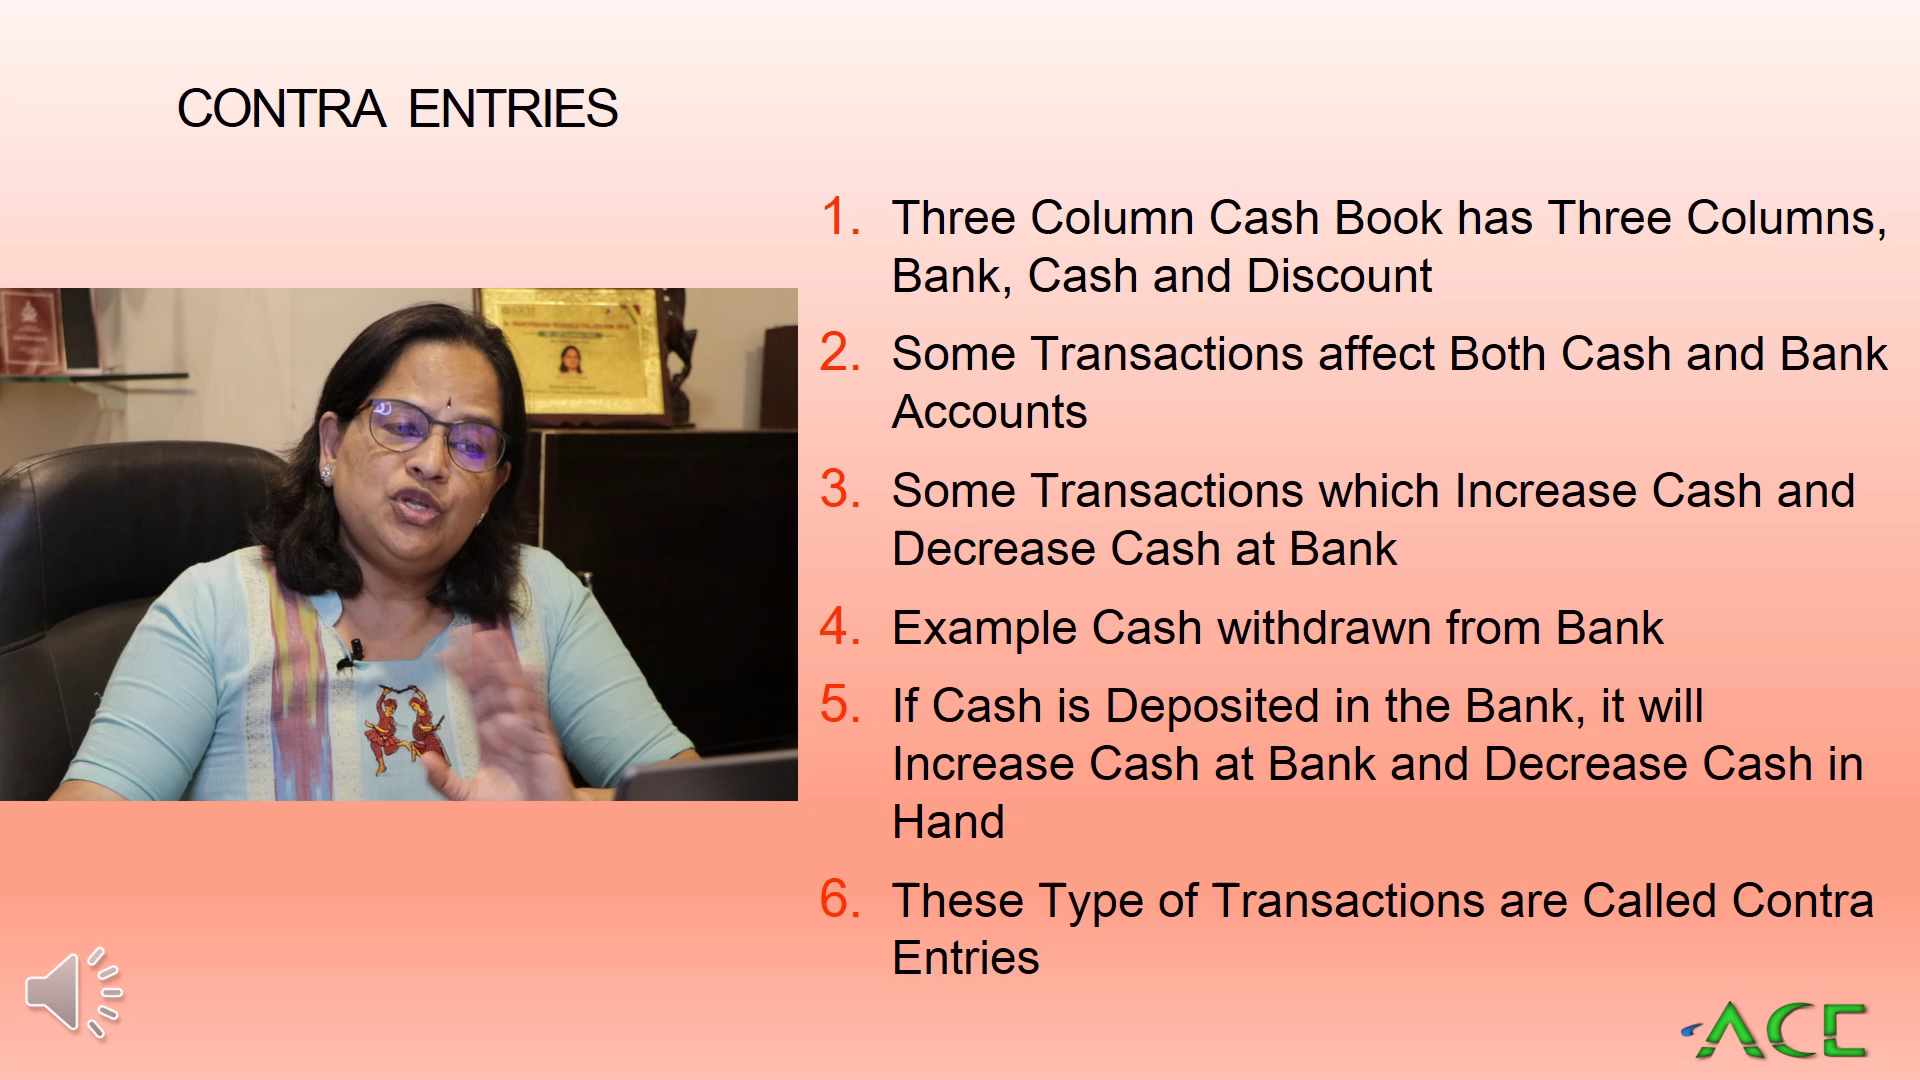 CONTRA ENTRIES
1. Three Column Cash Book has Three Columns,
Bank, Cash and Discount
2. Some Transactions affect Both Cash and Bank
Accounts
3. Some Transactions which Increase Cash and
Decrease Cash at Bank
4. Example Cash withdrawn from Bank
5. If Cash is Deposited in the Bank, it will
Increase Cash at Bank and Decrease Cash in
Hand
6. These Type of Transactions are Called Contra
Entries
ACE